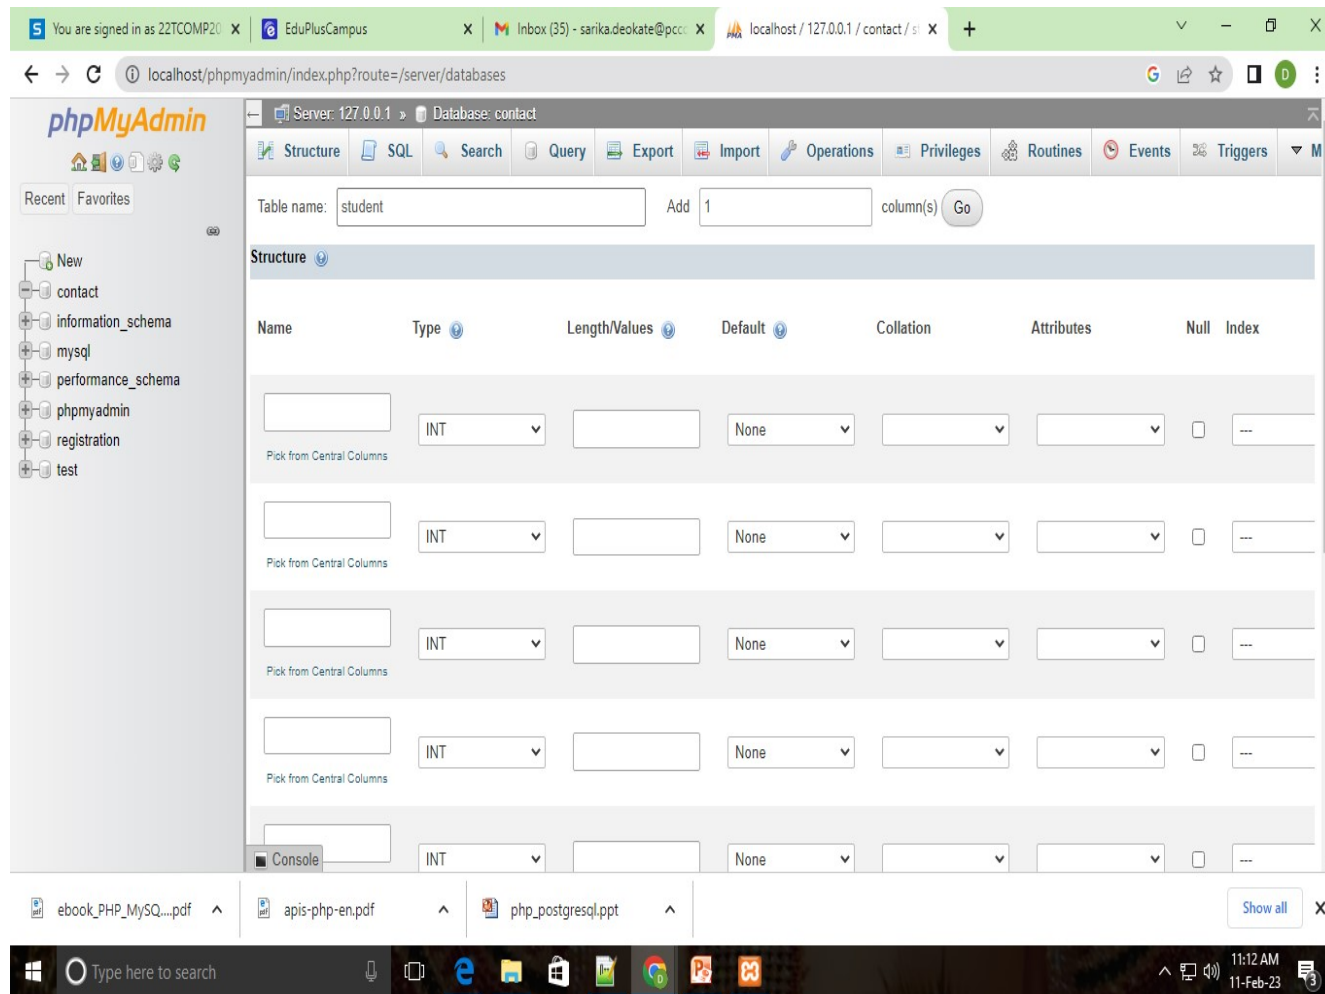 You are signed in as 22TCOMP20
EduPlusCampus
Inbox (35) - sarika.deokate@pcc
localhost / 127.0.0.1 / contact / s
localhost/phpmyadmin/index.php?route=/server/databases
G
D
phpMyAdmin
Recent Favorites
New
contact
information_schema
mysql
performance_schema
phpmyadmin
registration
test
Server: 127.0.0.1 » Database: contact
Structure SQL Search Query Export Import Operations Privileges Routines Events Triggers M
Table name: student Add 1 column(s) Go
Structure
Name Type Length/Values Default Collation Attributes Null Index
INT None ---
Pick from Central Columns
INT None ---
Pick from Central Columns
INT None ---
Pick from Central Columns
INT None ---
Pick from Central Columns
INT None ---
Console
ebook_PHP_MySQ....pdf
apis-php-en.pdf
php_postgresql.ppt
Show all
Type here to search
11:12 AM
11-Feb-23
3